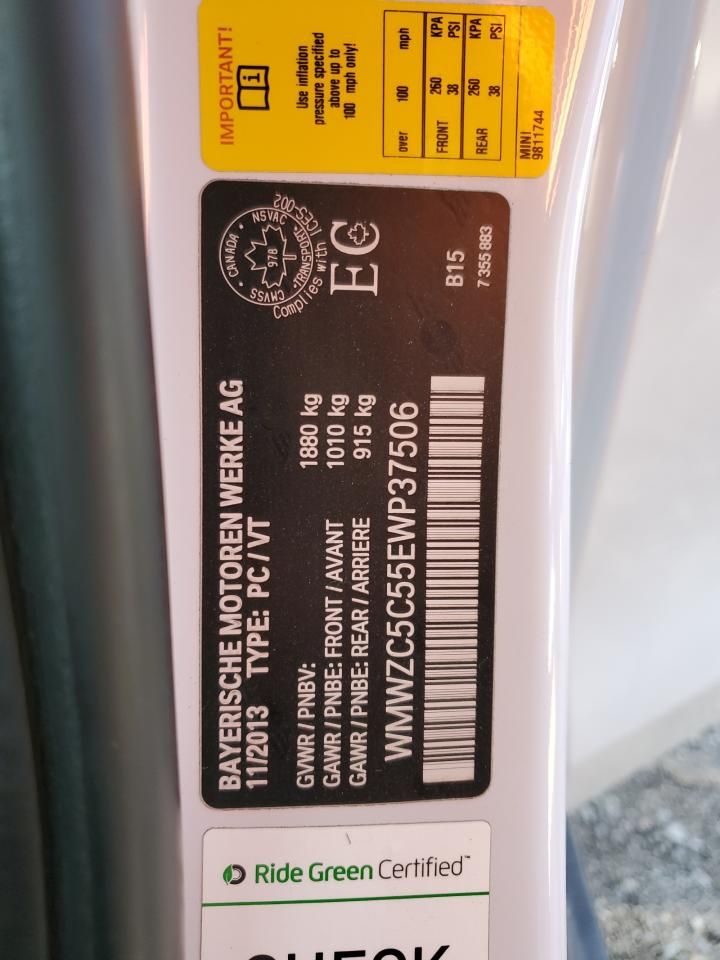 IMPORTANT!
Use inflation
pressure specified
above up to
100 mph only!
over 100 mph
FRONT 260 KPA
38 PSI
REAR 260 KPA
38 PSI
MINI
9811744
CANADA · NSVAC
978
CMVSS · TRANSPORT
Complies with ICES-002
EC
B15
7 355 883
BAYERISCHE MOTOREN WERKE AG
11/2013 TYPE: PC / VT
GVWR / PNBV: 1880 kg
GAWR / PNBE: FRONT / AVANT 1010 kg
GAWR / PNBE: REAR / ARRIERE 915 kg
WMWZC5C55EWP37506
Ride Green Certified™
CHECK